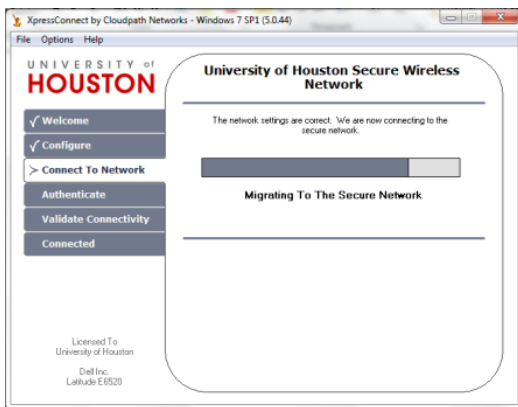 XpressConnect by Cloudpath Networks - Windows 7 SP1 (5.0.44)
File Options Help
UNIVERSITY of
HOUSTON
√ Welcome
√ Configure
> Connect To Network
Authenticate
Validate Connectivity
Connected
Licensed To
University of Houston
Dell Inc.
Latitude E6520
University of Houston Secure Wireless
Network
The network settings are correct. We are now connecting to the
secure network.
Migrating To The Secure Network